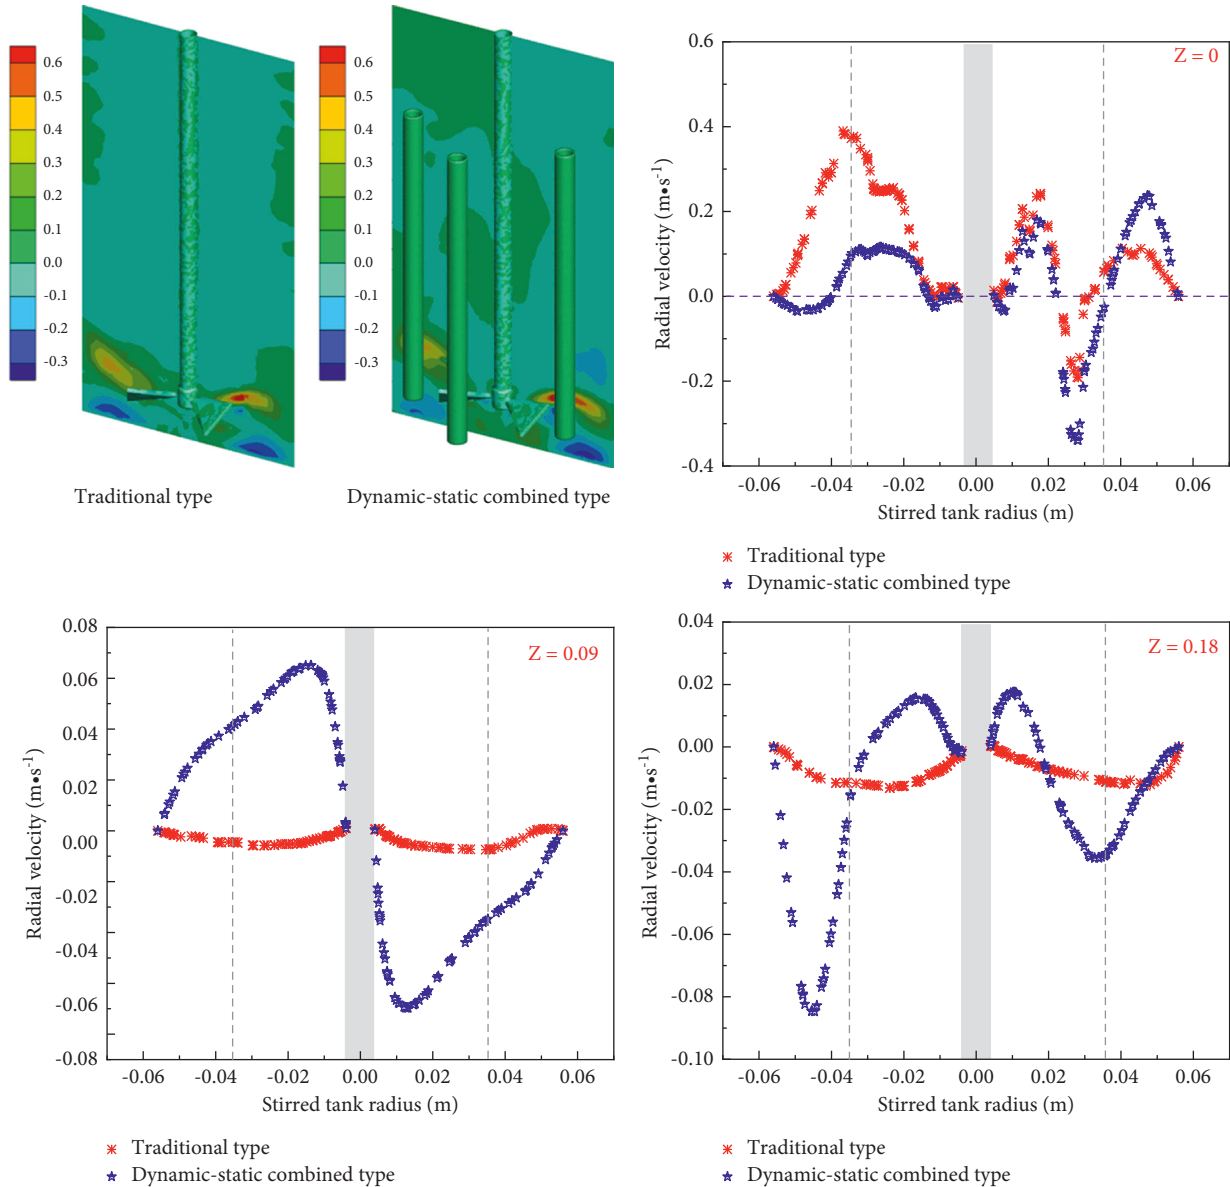 0.6
0.5
0.4
0.3
0.2
0.1
0.0
-0.1
-0.2
-0.3
Traditional type
0.6
0.5
0.4
0.3
0.2
0.1
0.0
-0.1
-0.2
-0.3
Dynamic-static combined type
Z = 0
Radial velocity (m•s⁻¹)
0.6
0.4
0.2
0.0
-0.2
-0.4
-0.06 -0.04 -0.02 0.00 0.02 0.04 0.06
Stirred tank radius (m)
Traditional type
Dynamic-static combined type
Z = 0.09
Radial velocity (m•s⁻¹)
0.08
0.06
0.04
0.02
0.00
-0.02
-0.04
-0.06
-0.08
-0.06 -0.04 -0.02 0.00 0.02 0.04 0.06
Stirred tank radius (m)
Traditional type
Dynamic-static combined type
Z = 0.18
Radial velocity (m•s⁻¹)
0.04
0.02
0.00
-0.02
-0.04
-0.06
-0.08
-0.10
-0.06 -0.04 -0.02 0.00 0.02 0.04 0.06
Stirred tank radius (m)
Traditional type
Dynamic-static combined type